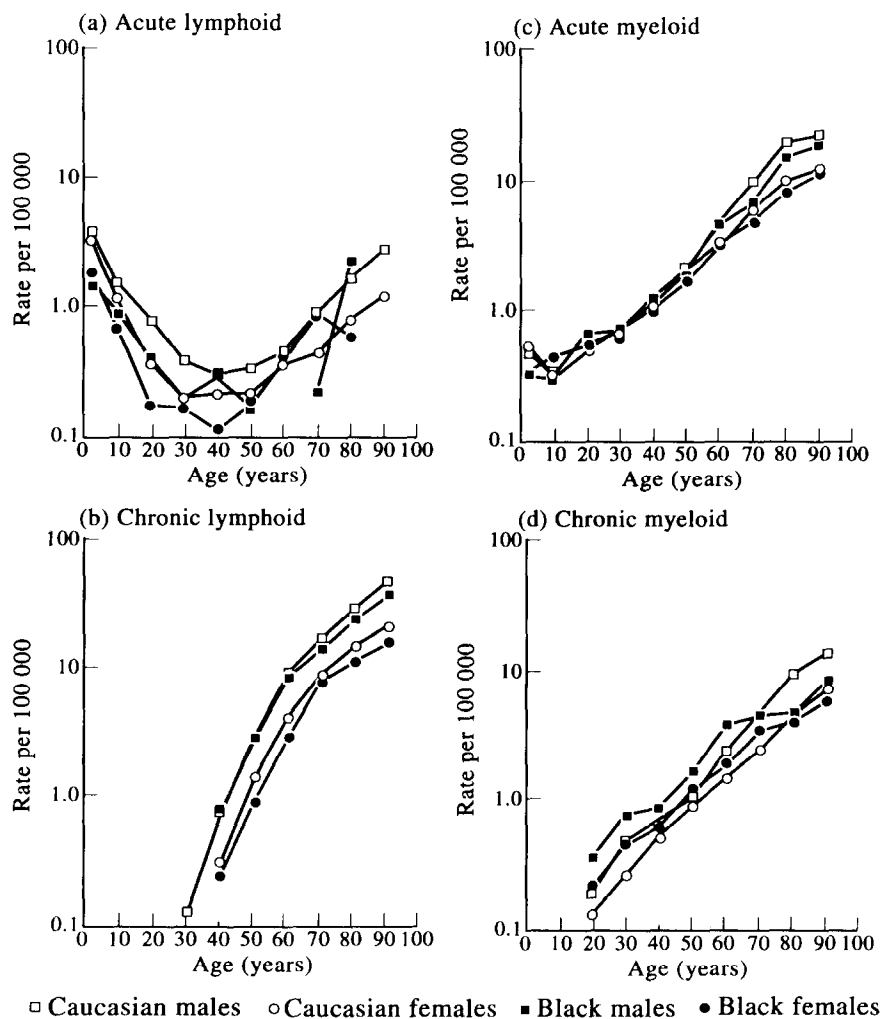 (a) Acute lymphoid
100
10
1.0
0.1
Rate per 100 000
10 20 30 40 50 60 70 80 90 100
Age (years)
(c) Acute myeloid
100
10
1.0
0.1
Rate per 100 000
0 10 20 30 40 50 60 70 80 90 100
Age (years)
(b) Chronic lymphoid
100
10
1.0
0.1
Rate per 100 000
0 10 20 30 40 50 60 70 80 90 100
Age (years)
(d) Chronic myeloid
100
10
1.0
0.1
Rate per 100 000
0 10 20 30 40 50 60 70 80 90 100
Age (years)
□ Caucasian males ○ Caucasian females ■ Black males ● Black females